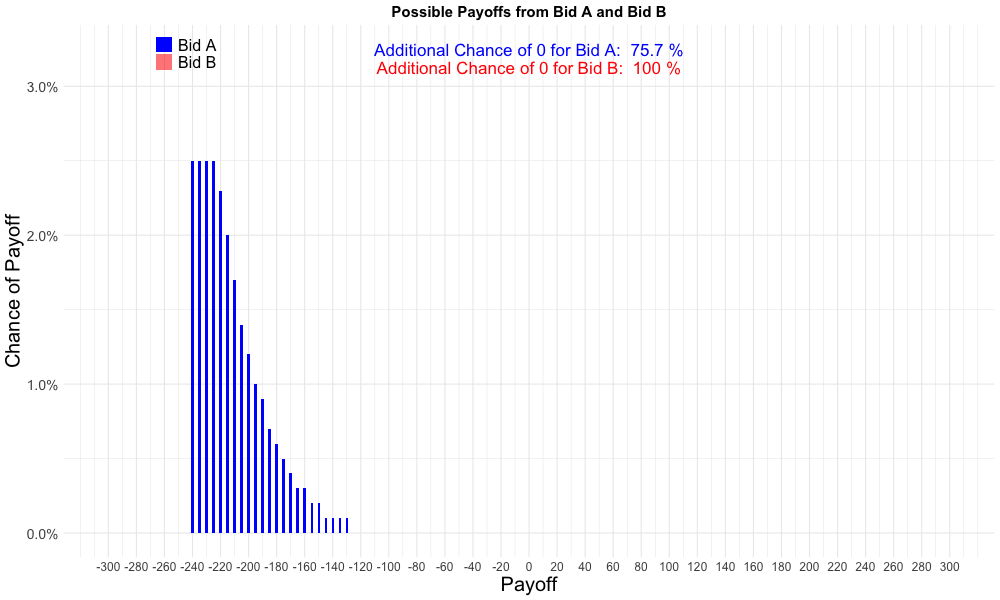 Possible Payoffs from Bid A and Bid B
Bid A
Bid B
Additional Chance of 0 for Bid A:  75.7 %
Additional Chance of 0 for Bid B:  100 %
Chance of Payoff
3.0%
2.0%
1.0%
0.0%
-300 -280 -260 -240 -220 -200 -180 -160 -140 -120 -100 -80 -60 -40 -20 0 20 40 60 80 100 120 140 160 180 200 220 240 260 280 300
Payoff